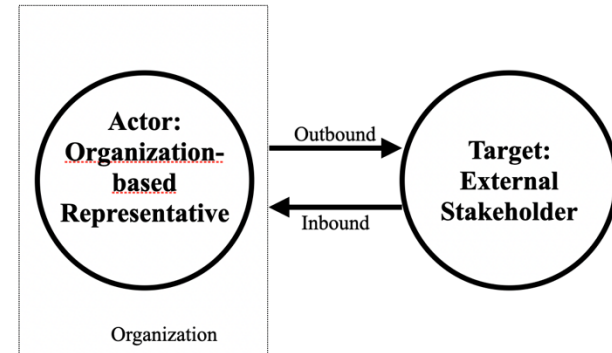 Actor:
Organization-
based
Representative
Outbound
Inbound
Target:
External
Stakeholder
Organization